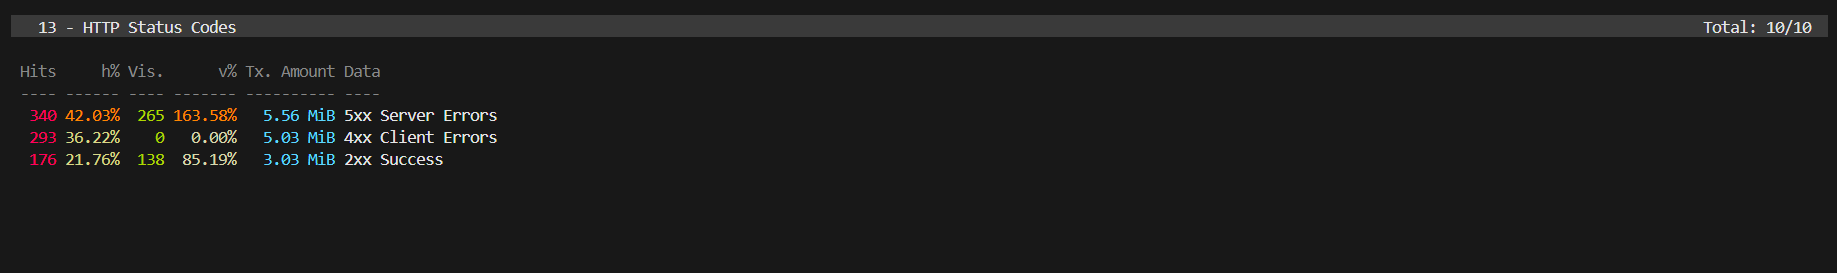 13 - HTTP Status Codes Total: 10/10
Hits h% Vis. v% Tx. Amount Data
---- ------ ---- ------- ---------- ----
340 42.03% 265 163.58% 5.56 MiB 5xx Server Errors
293 36.22% 0 0.00% 5.03 MiB 4xx Client Errors
176 21.76% 138 85.19% 3.03 MiB 2xx Success